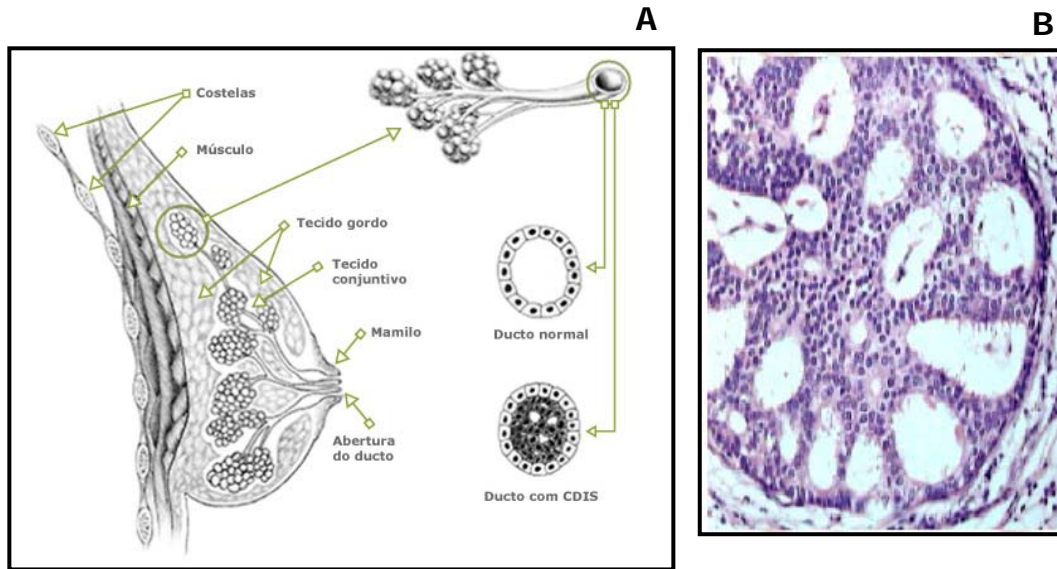 A
B
Costelas
Músculo
Tecido gordo
Tecido
conjuntivo
Ducto normal
Mamilo
Abertura
do ducto
Ducto com CDIS